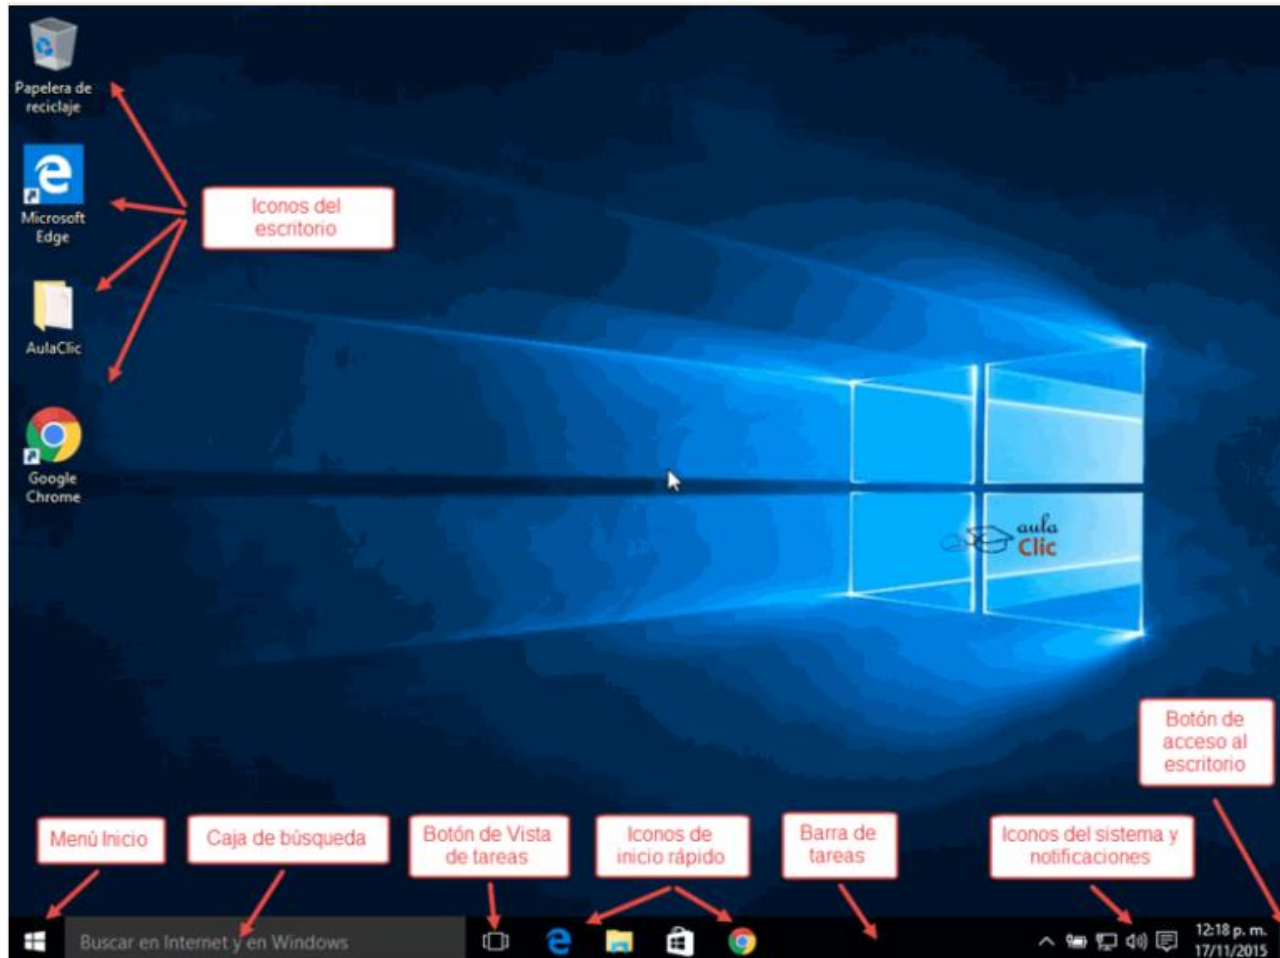 Papelera de
reciclaje
Microsoft
Edge
AulaClic
Google
Chrome
Iconos del
escritorio
aula
Clic
Botón de
acceso al
escritorio
Menú Inicio
Caja de búsqueda
Botón de Vista
de tareas
Iconos de
inicio rápido
Barra de
tareas
Iconos del sistema y
notificaciones
Buscar en Internet y en Windows
12:18 p. m.
17/11/2015